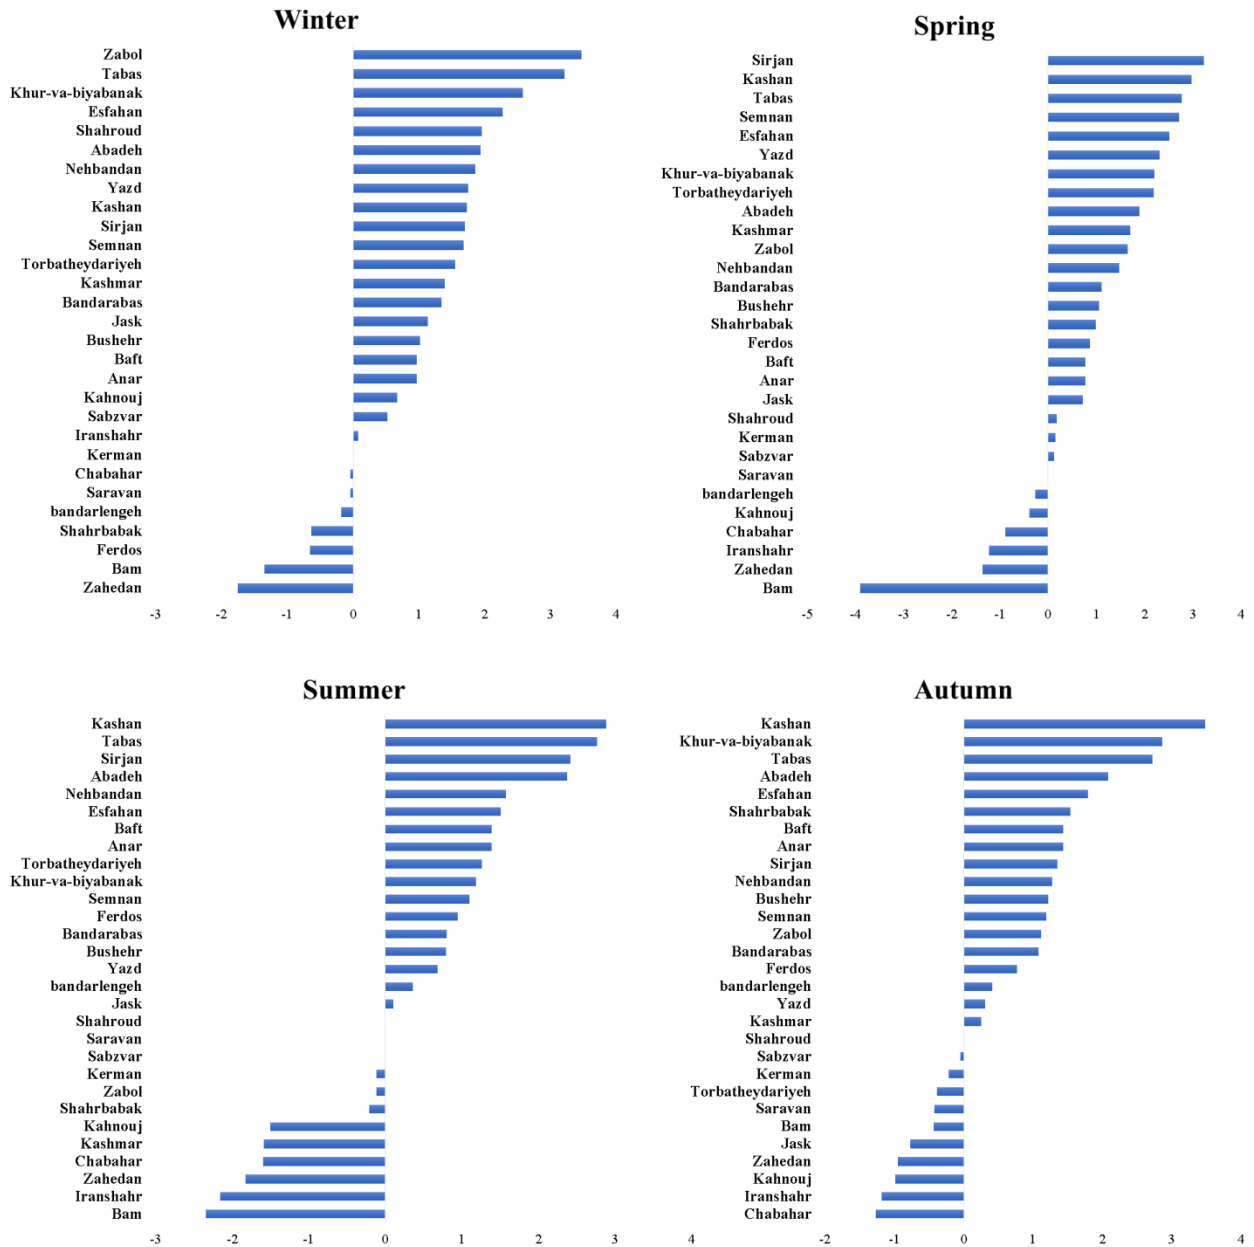 Winter
Zabol
Tabas
Khur-va-biyabanak
Esfahan
Shahroud
Abadeh
Nehbandan
Yazd
Kashan
Sirjan
Semnan
Torbatheydariyeh
Kashmar
Bandarabas
Jask
Bushehr
Baft
Anar
Kahnouj
Sabzvar
Iranshahr
Kerman
Chabahar
Saravan
bandarlengeh
Shahrbabak
Ferdos
Bam
Zahedan
-3 -2 -1 0 1 2 3 4
Spring
Sirjan
Kashan
Tabas
Semnan
Esfahan
Yazd
Khur-va-biyabanak
Torbatheydariyeh
Abadeh
Kashmar
Zabol
Nehbandan
Bandarabas
Bushehr
Shahrbabak
Ferdos
Baft
Anar
Jask
Shahroud
Kerman
Sabzvar
Saravan
bandarlengeh
Kahnouj
Chabahar
Iranshahr
Zahedan
Bam
-5 -4 -3 -2 -1 0 1 2 3 4
Summer
Kashan
Tabas
Sirjan
Abadeh
Nehbandan
Esfahan
Baft
Anar
Torbatheydariyeh
Khur-va-biyabanak
Semnan
Ferdos
Bandarabas
Bushehr
Yazd
bandarlengeh
Jask
Shahroud
Saravan
Sabzvar
Kerman
Zabol
Shahrbabak
Kahnouj
Kashmar
Chabahar
Zahedan
Iranshahr
Bam
-3 -2 -1 0 1 2 3 4
Autumn
Kashan
Khur-va-biyabanak
Tabas
Abadeh
Esfahan
Shahrbabak
Baft
Anar
Sirjan
Nehbandan
Bushehr
Semnan
Zabol
Bandarabas
Ferdos
bandarlengeh
Yazd
Kashmar
Shahroud
Sabzvar
Kerman
Torbatheydariyeh
Saravan
Bam
Jask
Zahedan
Kahnouj
Iranshahr
Chabahar
-2 -1 0 1 2 3 4